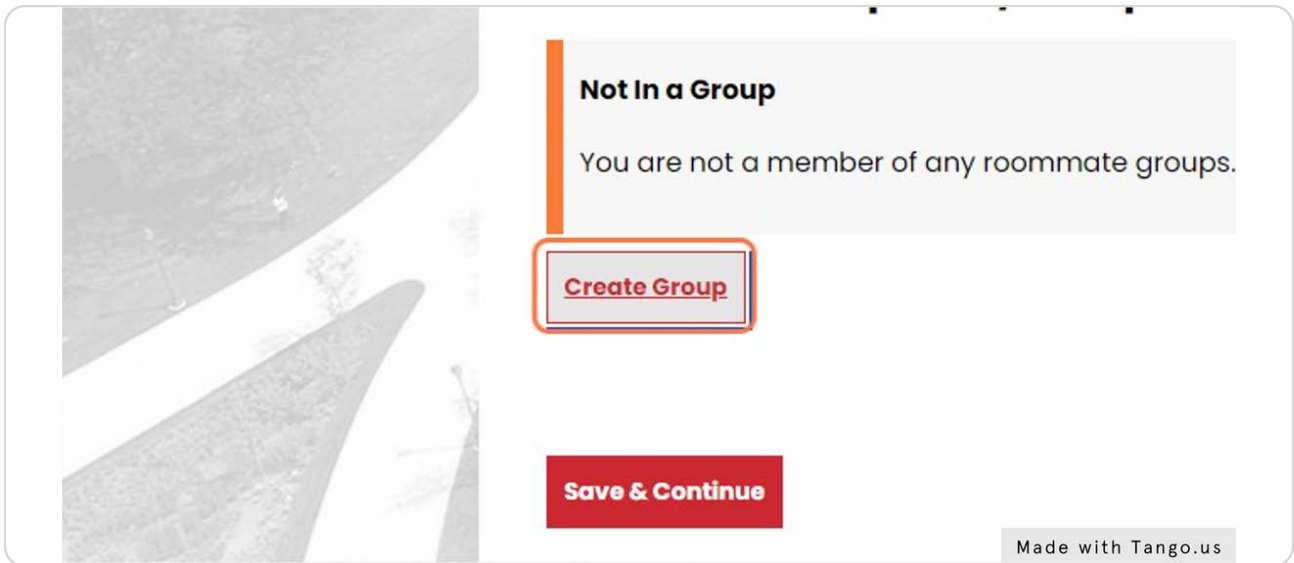 Not In a Group
You are not a member of any roommate groups.
Create Group
Save & Continue
Made with Tango.us